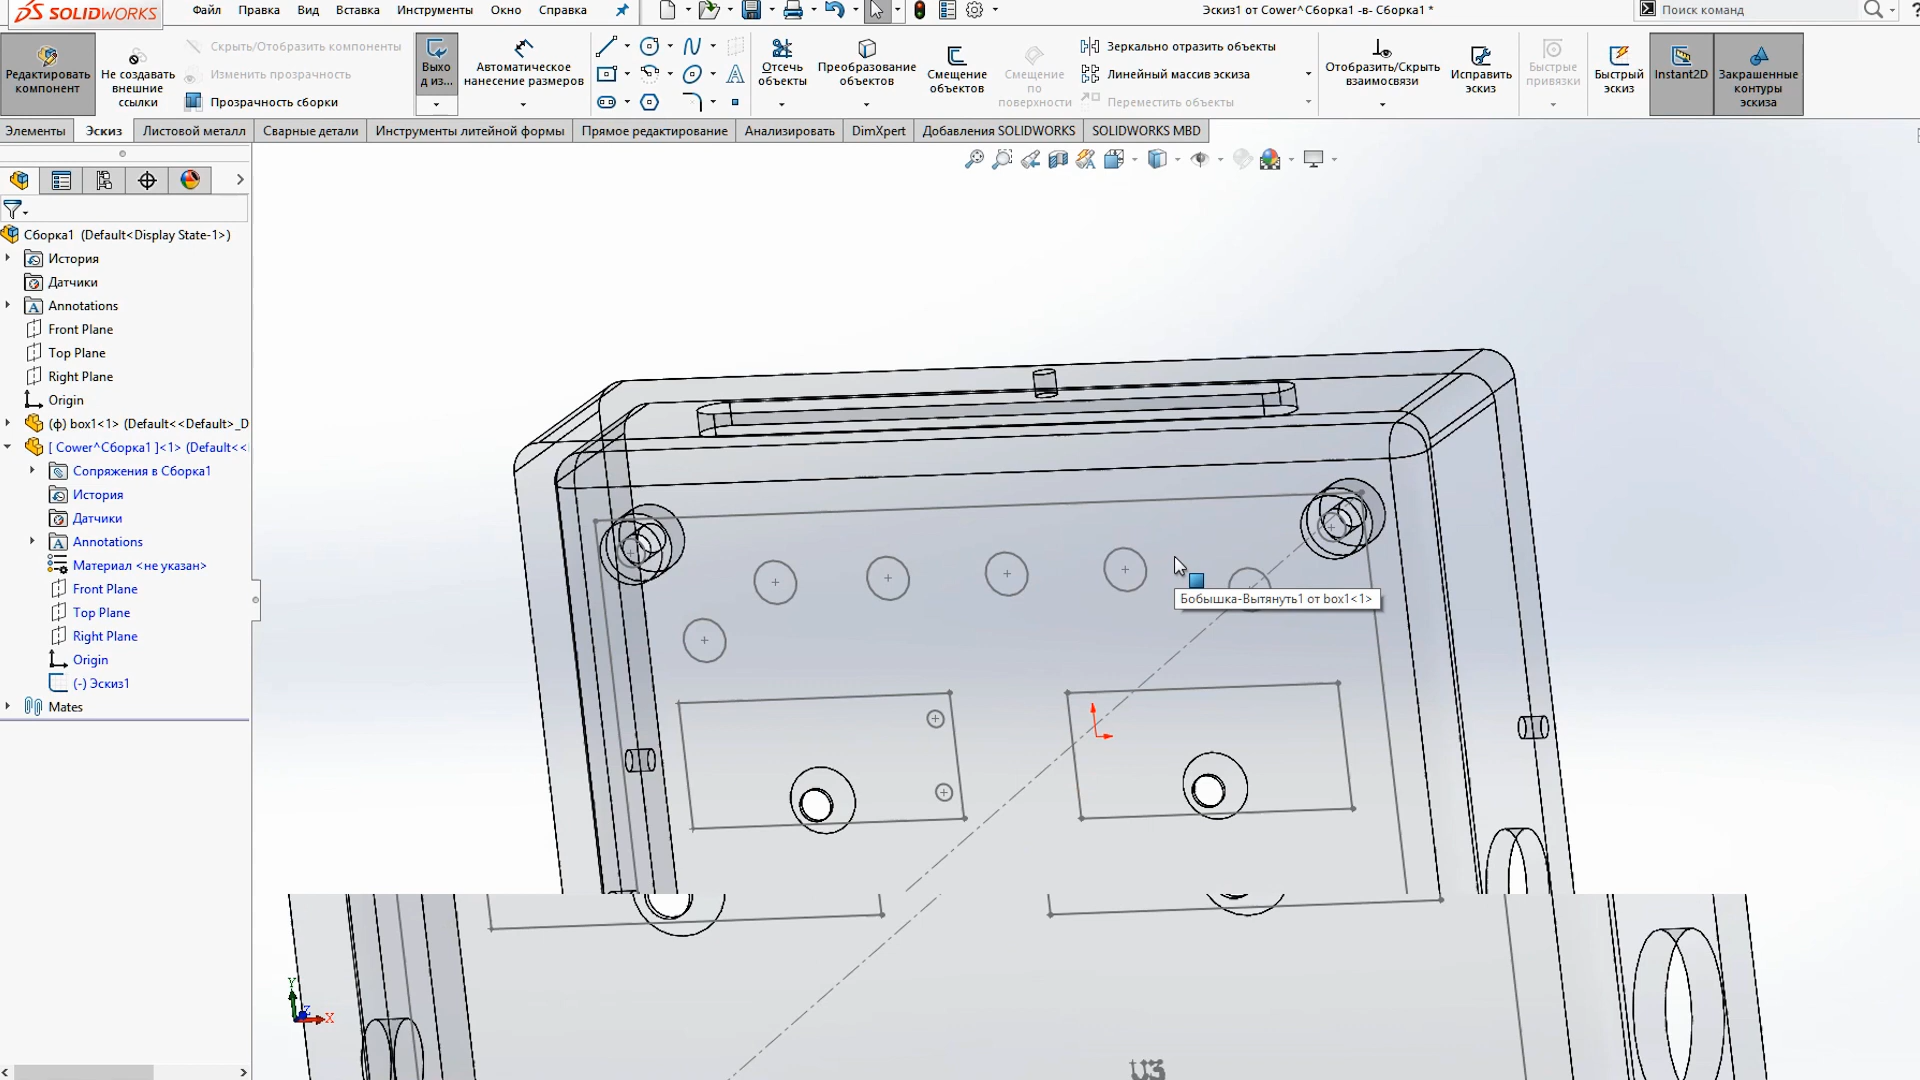 SOLIDWORKS
Файл Правка Вид Вставка Инструменты Окно Справка
Эскиз1 от Cower^Сборка1 -в- Сборка1 *
Поиск команд
?
Редактировать
компонент
Не создавать
внешние
ссылки
Скрыть/Отобразить компоненты
Изменить прозрачность
Прозрачность сборки
Выхо
д из...
Автоматическое
нанесение размеров
Отсечь
объекты
Преобразование
объектов
Смещение
объектов
Смещение
по
поверхности
Зеркально отразить объекты
Линейный массив эскиза
Переместить объекты
Отобразить/Скрыть
взаимосвязи
Исправить
эскиз
Быстрые
привязки
Быстрый
эскиз
Instant2D
Закрашенные
контуры
эскиза
Элементы Эскиз Листовой металл Сварные детали Инструменты литейной формы Прямое редактирование Анализировать DimXpert Добавления SOLIDWORKS SOLIDWORKS MBD
Сборка1 (Default<Display State-1>)
История
Датчики
Annotations
Front Plane
Top Plane
Right Plane
Origin
(ф) box1<1> (Default<<Default>_D
[ Cower^Сборка1 ]<1> (Default<<
Сопряжения в Сборка1
История
Датчики
Annotations
Материал <не указан>
Front Plane
Top Plane
Right Plane
Origin
(-) Эскиз1
Mates
Бобышка-Вытянуть1 от box1<1>
Y
Z
X